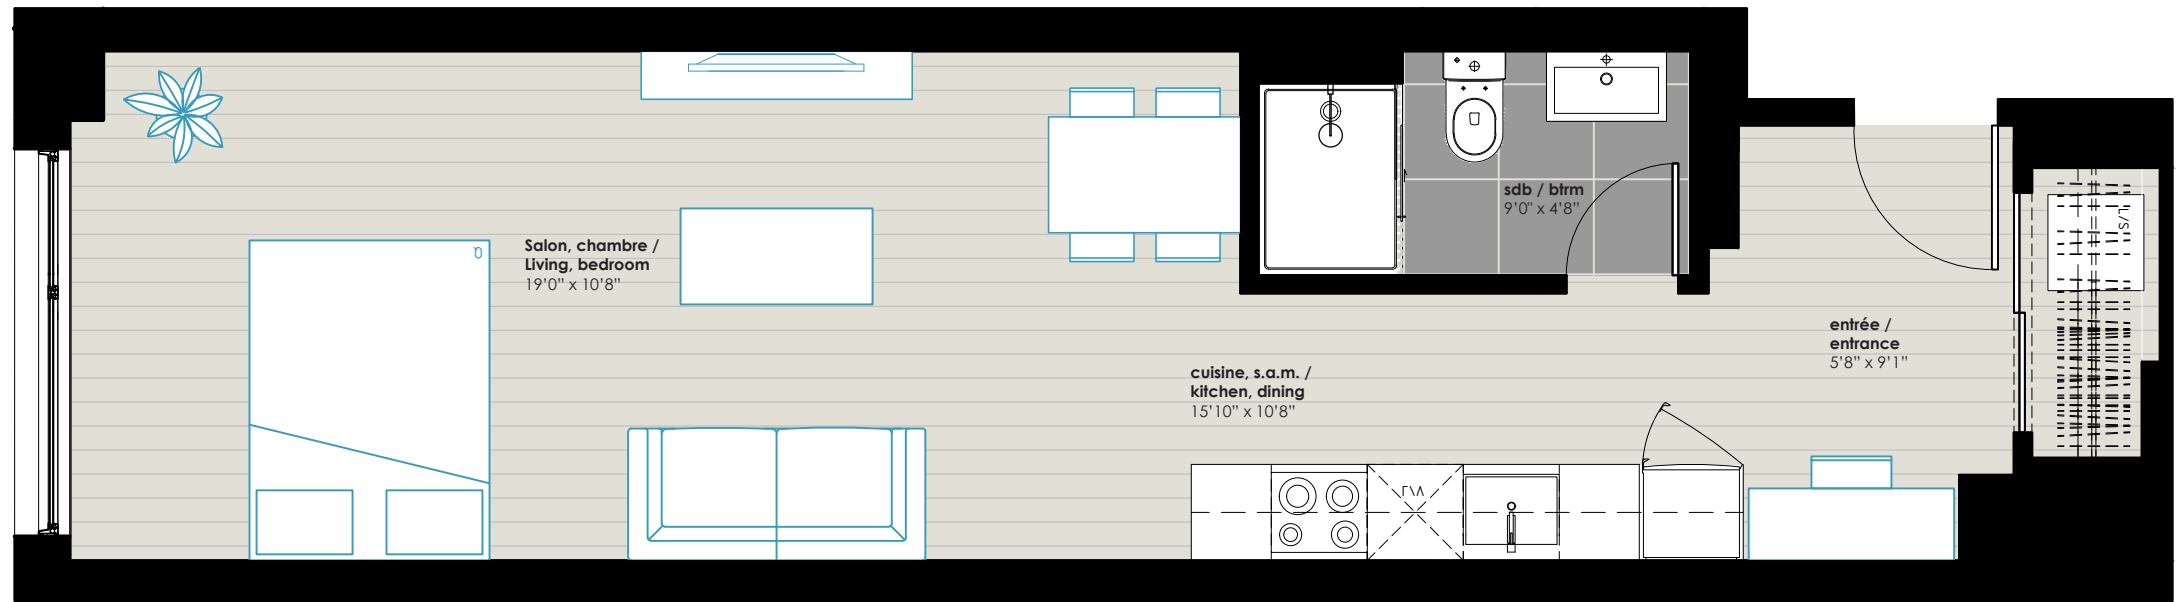 Salon, chambre /
Living, bedroom
19'0" x 10'8"
sdb / btrm
9'0" x 4'8"
cuisine, s.a.m. /
kitchen, dining
15'10" x 10'8"
entrée /
entrance
5'8" x 9'1"
L/V
L/S